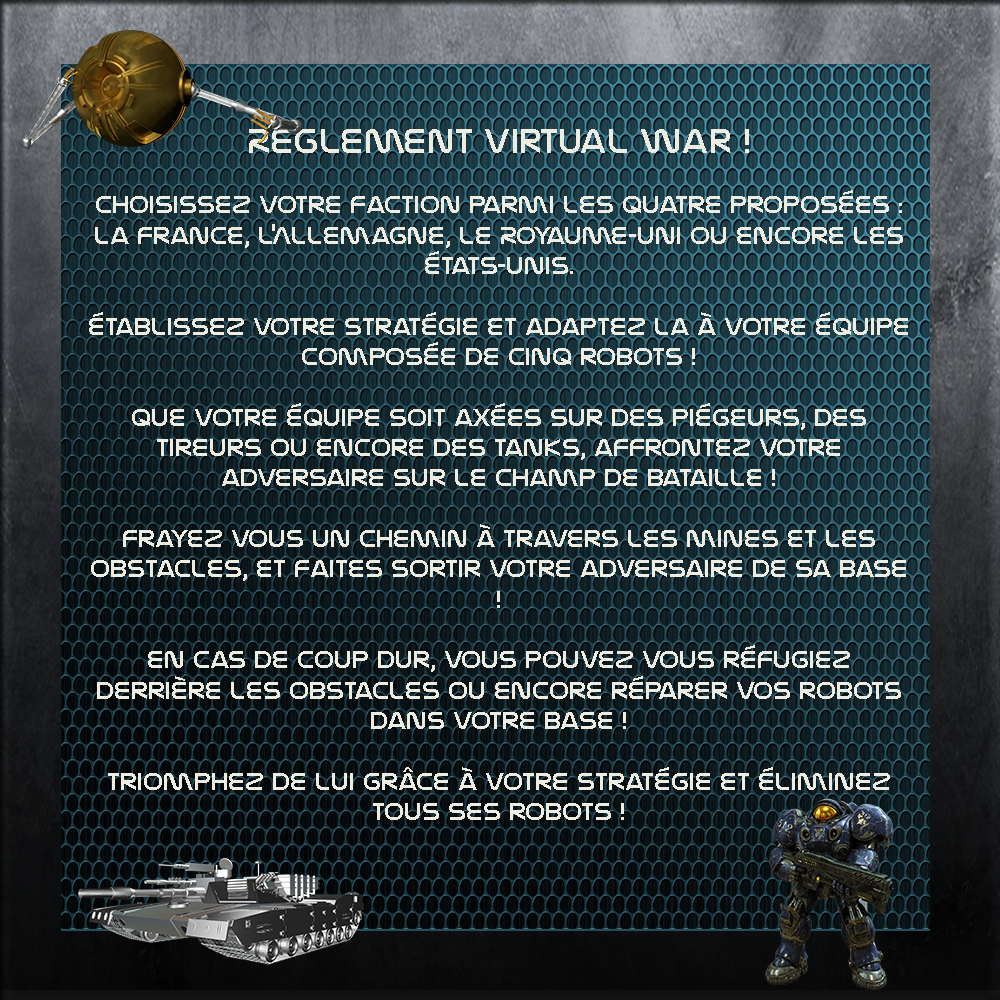 REGLEMENT VIRTUAL WAR !
CHOISISSEZ VOTRE FACTION PARMI LES QUATRE PROPOSÉES :
LA FRANCE, L'ALLEMAGNE, LE ROYAUME-UNI OU ENCORE LES
ÉTATS-UNIS.
ÉTABLISSEZ VOTRE STRATÉGIE ET ADAPTEZ LA À VOTRE ÉQUIPE
COMPOSÉE DE CINQ ROBOTS !
QUE VOTRE ÉQUIPE SOIT AXÉES SUR DES PIÉGEURS, DES
TIREURS OU ENCORE DES TANKS, AFFRONTEZ VOTRE
ADVERSAIRE SUR LE CHAMP DE BATAILLE !
FRAYEZ VOUS UN CHEMIN À TRAVERS LES MINES ET LES
OBSTACLES, ET FAITES SORTIR VOTRE ADVERSAIRE DE SA BASE
!
EN CAS DE COUP DUR, VOUS POUVEZ VOUS RÉFUGIEZ
DERRIÈRE LES OBSTACLES OU ENCORE RÉPARER VOS ROBOTS
DANS VOTRE BASE !
TRIOMPHEZ DE LUI GRÂCE À VOTRE STRATÉGIE ET ÉLIMINEZ
TOUS SES ROBOTS !